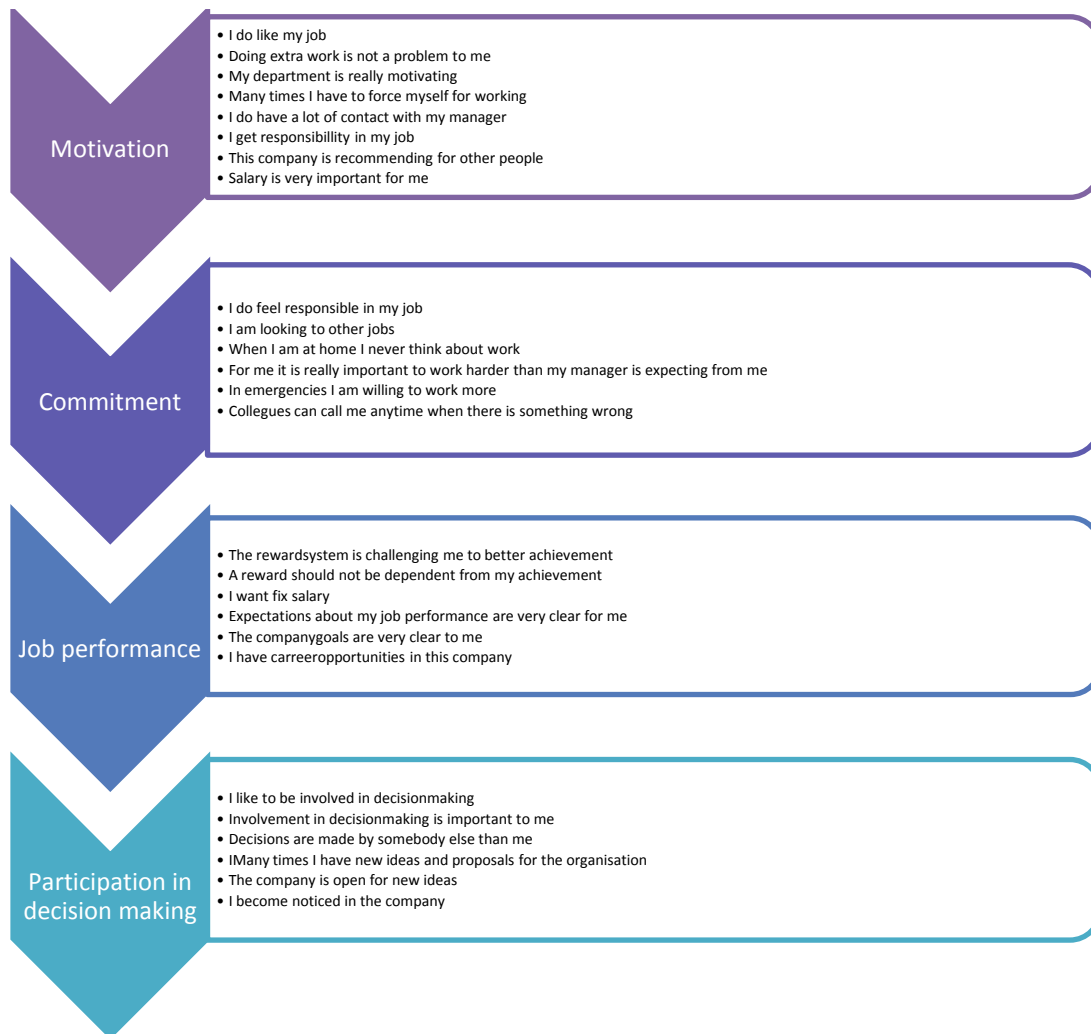 Motivation
• I do like my job
• Doing extra work is not a problem to me
• My department is really motivating
• Many times I have to force myself for working
• I do have a lot of contact with my manager
• I get responsibillity in my job
• This company is recommending for other people
• Salary is very important for me
Commitment
• I do feel responsible in my job
• I am looking to other jobs
• When I am at home I never think about work
• For me it is really important to work harder than my manager is expecting from me
• In emergencies I am willing to work more
• Collegues can call me anytime when there is something wrong
Job performance
• The rewardsystem is challenging me to better achievement
• A reward should not be dependent from my achievement
• I want fix salary
• Expectations about my job performance are very clear for me
• The companygoals are very clear to me
• I have carreeropportunities in this company
Participation in
decision making
• I like to be involved in decisionmaking
• Involvement in decisionmaking is important to me
• Decisions are made by somebody else than me
• IMany times I have new ideas and proposals for the organisation
• The company is open for new ideas
• I become noticed in the company